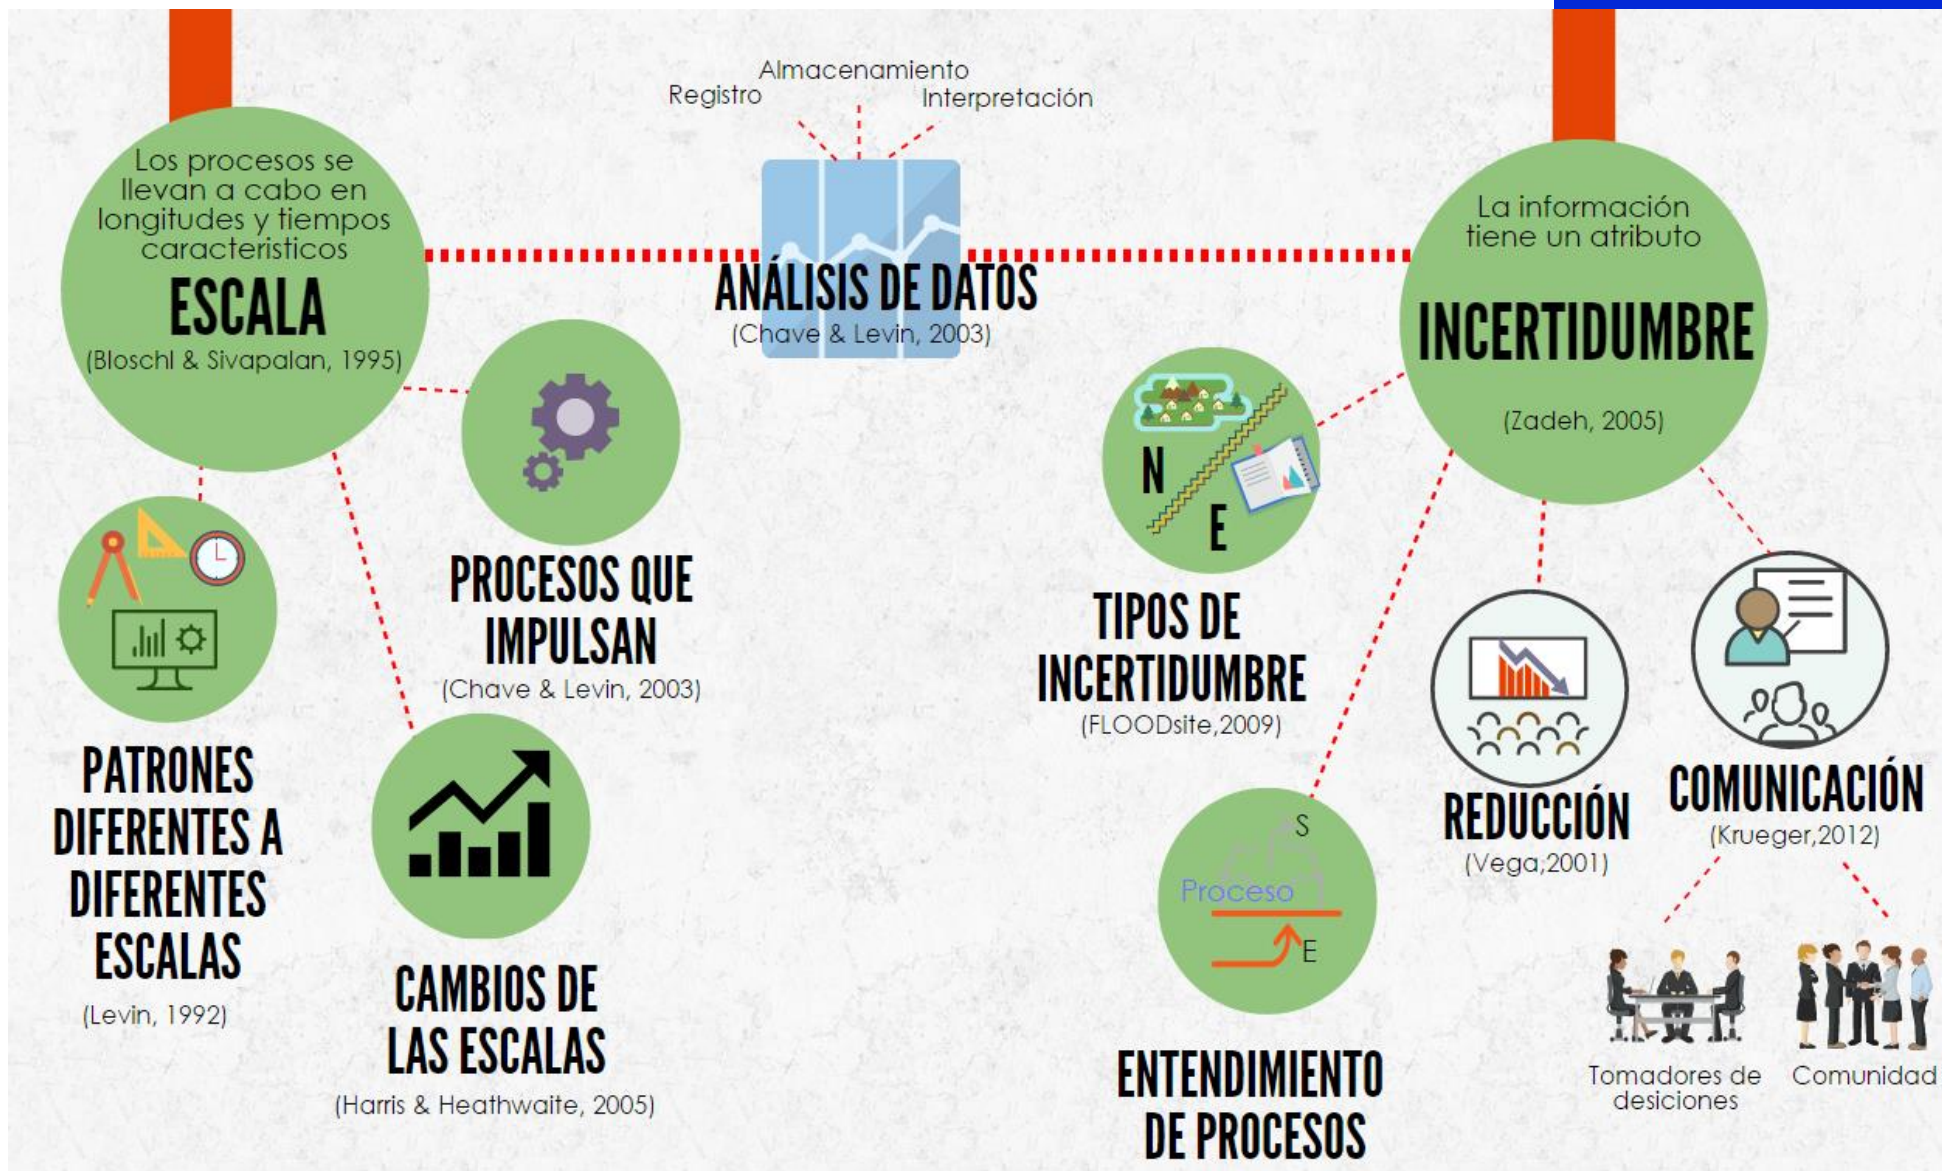 Los procesos se
llevan a cabo en
longitudes y tiempos
caracteristicos
ESCALA
(Bloschl & Sivapalan, 1995)
Registro
Almacenamiento
Interpretación
ANÁLISIS DE DATOS
(Chave & Levin, 2003)
La información
tiene un atributo
INCERTIDUMBRE
(Zadeh, 2005)
PATRONES
DIFERENTES A
DIFERENTES
ESCALAS
(Levin, 1992)
CAMBIOS DE
LAS ESCALAS
(Harris & Heathwaite, 2005)
PROCESOS QUE
IMPULSAN
(Chave & Levin, 2003)
N
E
TIPOS DE
INCERTIDUMBRE
(FLOODsite,2009)
S
Proceso
E
ENTENDIMIENTO
DE PROCESOS
REDUCCIÓN
(Vega,2001)
COMUNICACIÓN
(Krueger,2012)
Tomadores de
desiciones
Comunidad